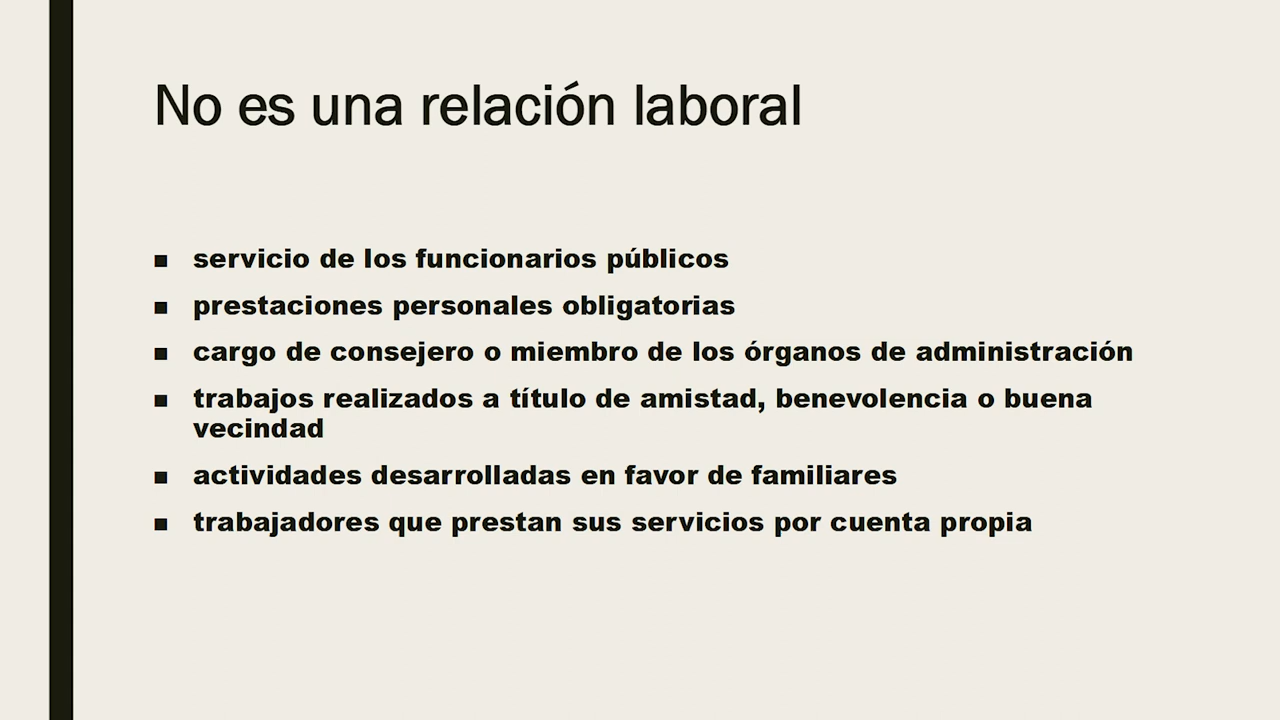 No es una relación laboral
▪ servicio de los funcionarios públicos
▪ prestaciones personales obligatorias
▪ cargo de consejero o miembro de los órganos de administración
▪ trabajos realizados a título de amistad, benevolencia o buena
vecindad
▪ actividades desarrolladas en favor de familiares
▪ trabajadores que prestan sus servicios por cuenta propia